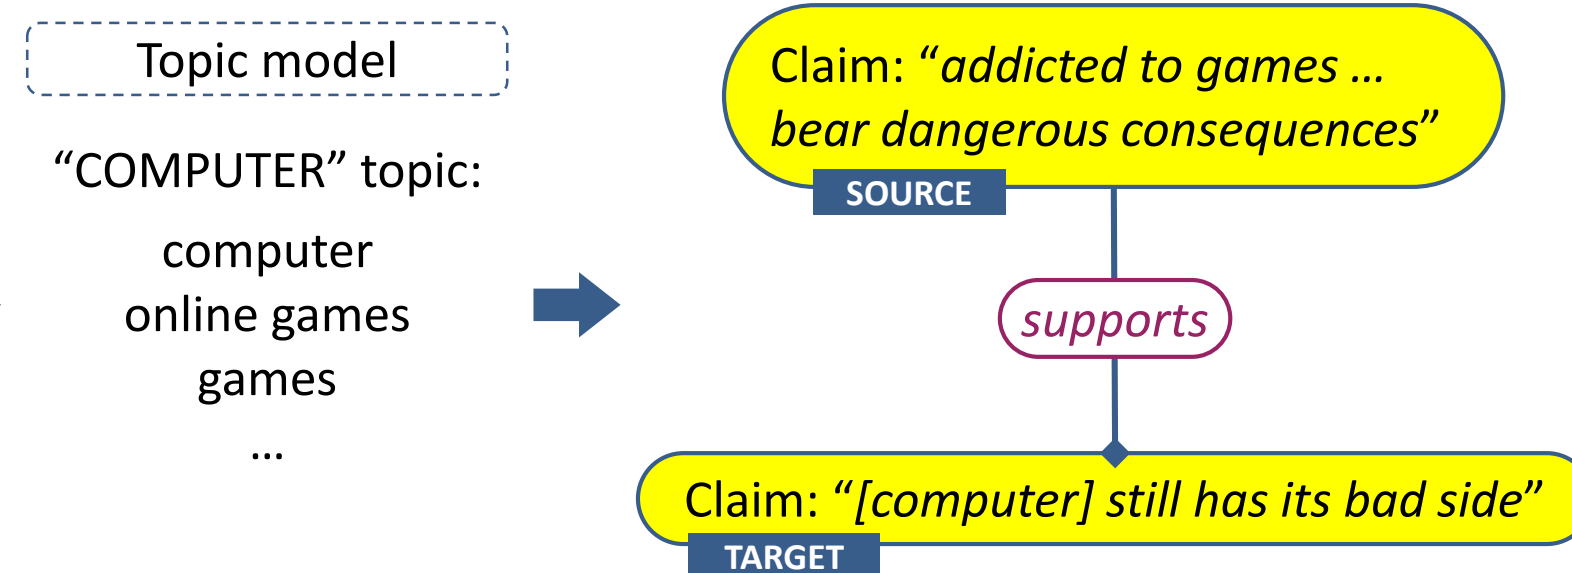 Topic model
“COMPUTER” topic:
computer
online games
games
...
Claim: “addicted to games ...
bear dangerous consequences”
SOURCE
supports
Claim: “[computer] still has its bad side”
TARGET